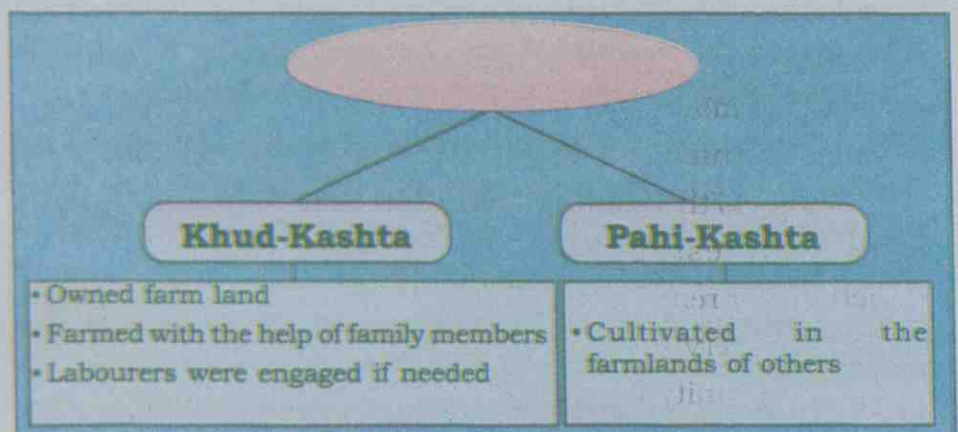 Khud-Kashta
Pahi-Kashta
• Owned farm land
• Farmed with the help of family members
• Labourers were engaged if needed
• Cultivated in the
farmlands of others